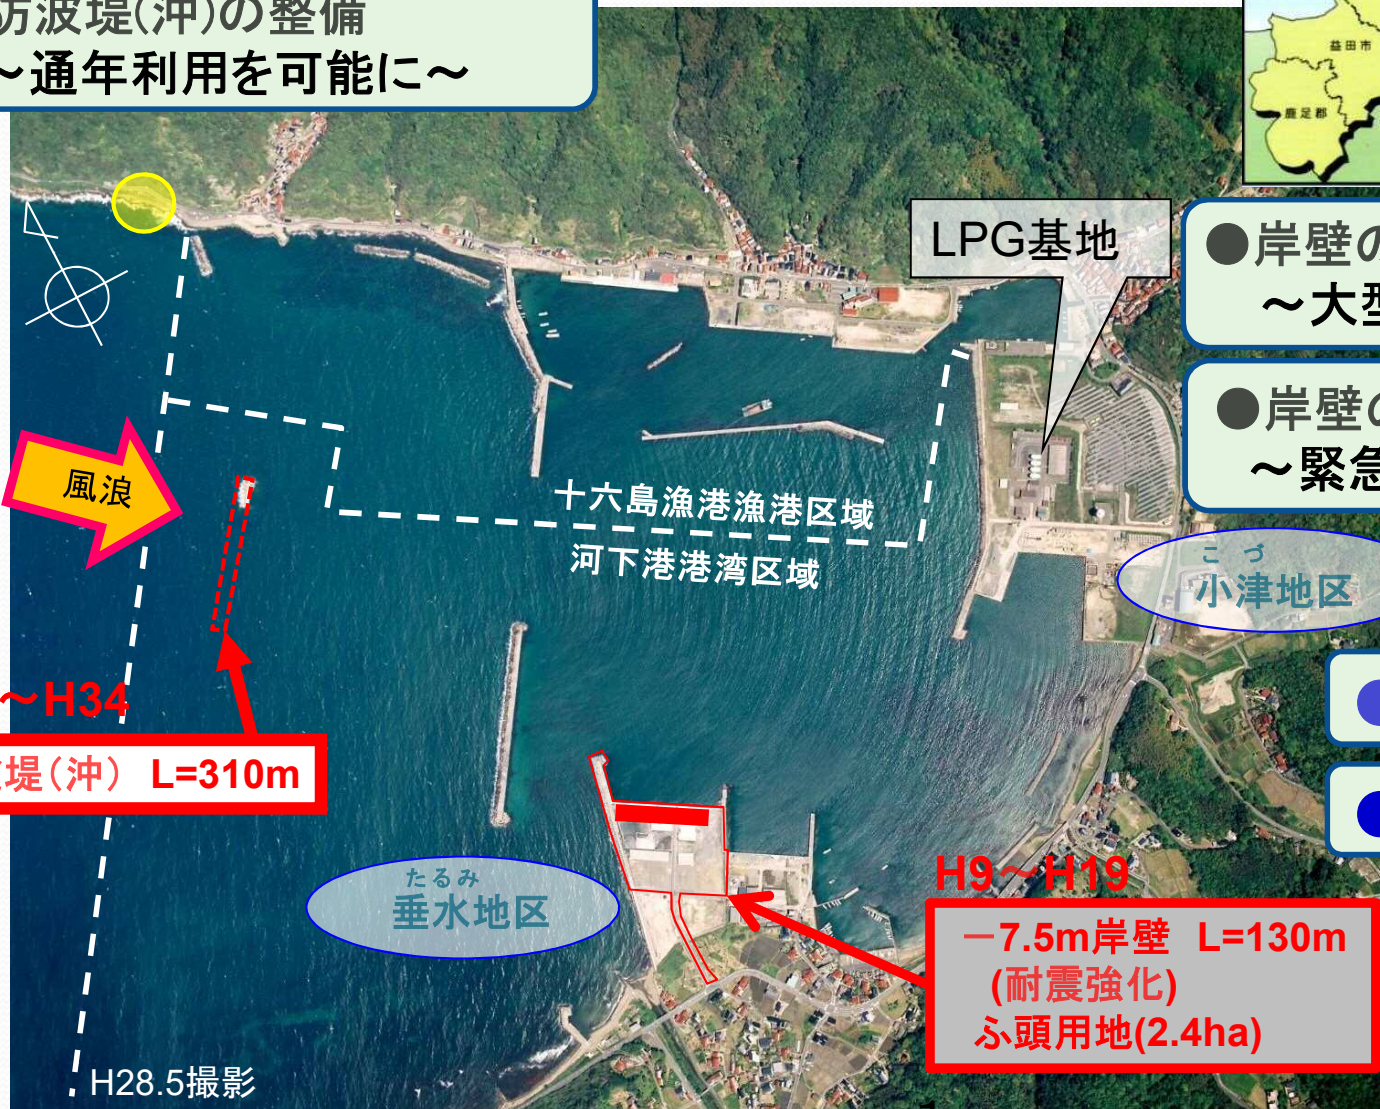 防波堤(沖)の整備
～通年利用を可能に～
益田市
鹿足郡
LPG基地
●岸壁の
～大型
●岸壁の
～緊急
風浪
十六島漁港漁港区域
河下港港湾区域
こづ
小津地区
～H34
堤(沖) L=310m
たるみ
垂水地区
H9～H19
－7.5m岸壁 L=130m
(耐震強化)
ふ頭用地(2.4ha)
H28.5撮影